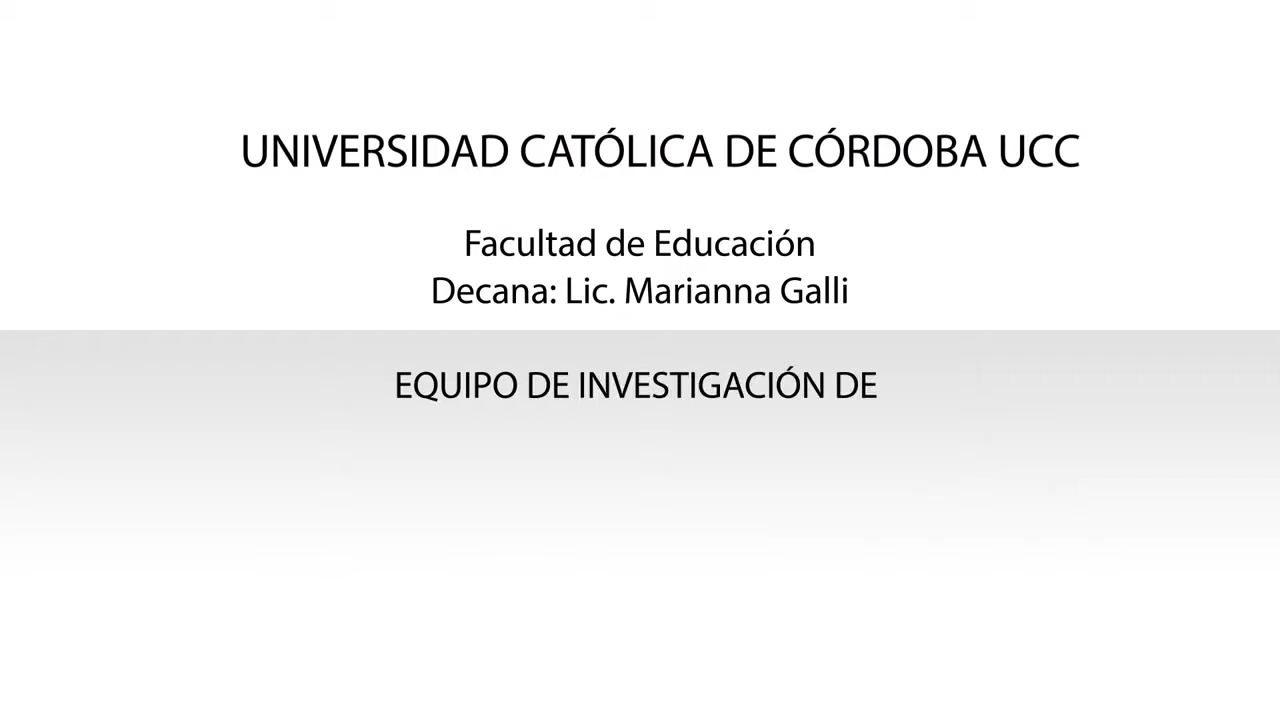 UNIVERSIDAD CATÓLICA DE CÓRDOBA UCC
Facultad de Educación
Decana: Lic. Marianna Galli
EQUIPO DE INVESTIGACIÓN DE